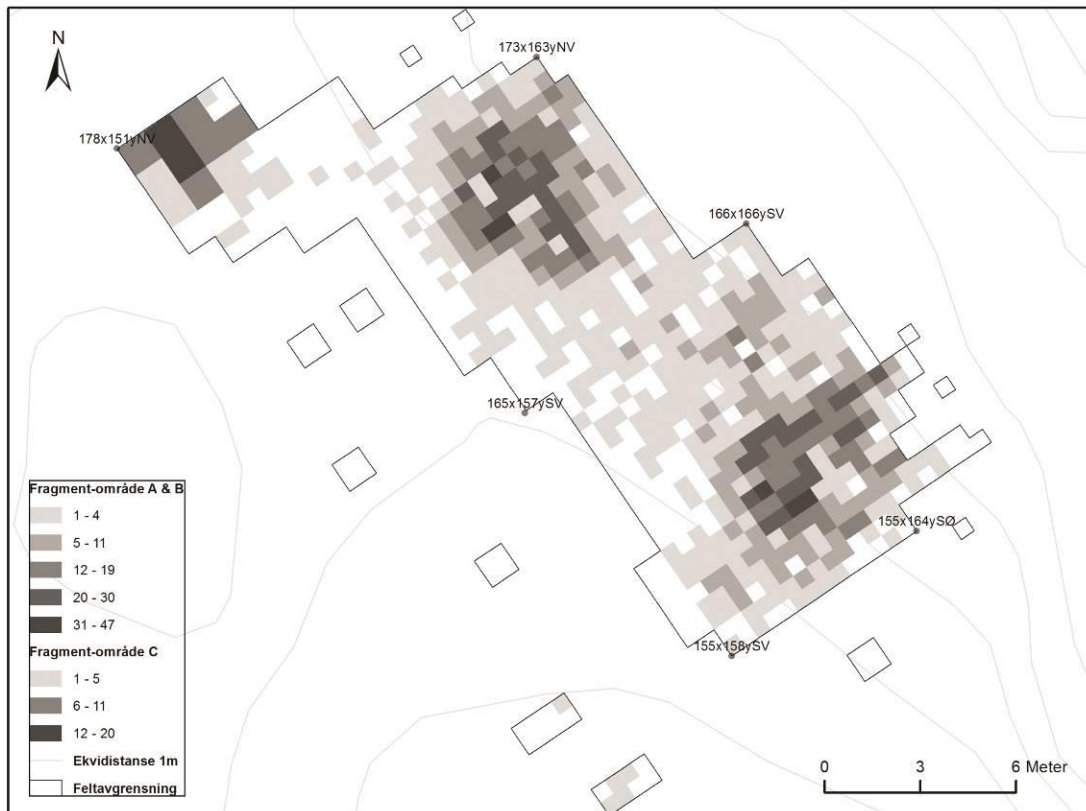 N
173x163yNV
178x151yNV
166x166ySV
165x157ySV
155x164ySØ
155x158ySV
Fragment-område A & B
1 - 4
5 - 11
12 - 19
20 - 30
31 - 47
Fragment-område C
1 - 5
6 - 11
12 - 20
Ekvidistanse 1m
Feltavgrensning
0 3 6 Meter